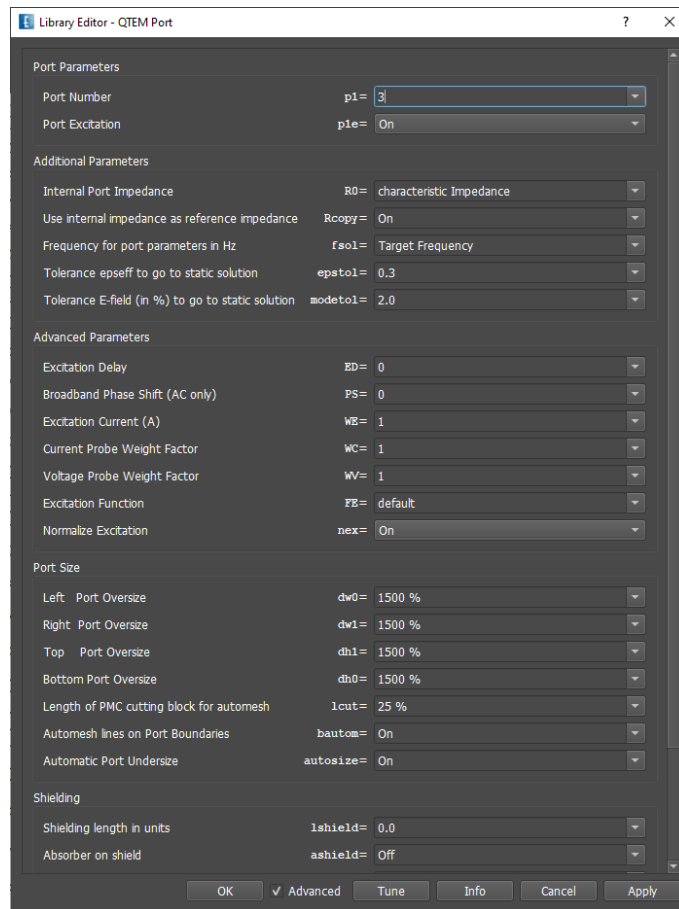 Library Editor - QTEM Port ? ×
Port Parameters
Port Number p1= 3
Port Excitation p1e= On
Additional Parameters
Internal Port Impedance R0= characteristic Impedance
Use internal impedance as reference impedance Rcopy= On
Frequency for port parameters in Hz fsol= Target Frequency
Tolerance epseff to go to static solution epstol= 0.3
Tolerance E-field (in %) to go to static solution modetol= 2.0
Advanced Parameters
Excitation Delay ED= 0
Broadband Phase Shift (AC only) PS= 0
Excitation Current (A) WE= 1
Current Probe Weight Factor WC= 1
Voltage Probe Weight Factor WV= 1
Excitation Function FE= default
Normalize Excitation nex= On
Port Size
Left Port Oversize dw0= 1500 %
Right Port Oversize dw1= 1500 %
Top Port Oversize dh1= 1500 %
Bottom Port Oversize dh0= 1500 %
Length of PMC cutting block for automesh lcut= 25 %
Automesh lines on Port Boundaries bautom= On
Automatic Port Undersize autosize= On
Shielding
Shielding length in units lshield= 0.0
Absorber on shield ashield= Off
OK Advanced Tune Info Cancel Apply